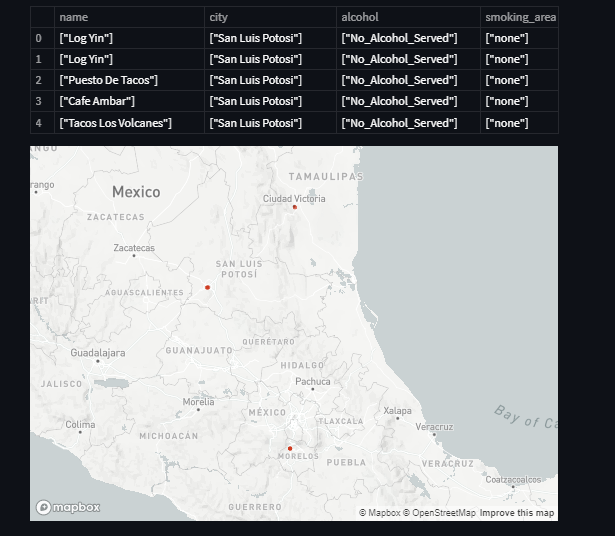 name city alcohol smoking_area
0 ["Log Yin"] ["San Luis Potosi"] ["No_Alcohol_Served"] ["none"]
1 ["Log Yin"] ["San Luis Potosi"] ["No_Alcohol_Served"] ["none"]
2 ["Puesto De Tacos"] ["San Luis Potosi"] ["No_Alcohol_Served"] ["none"]
3 ["Cafe Ambar"] ["San Luis Potosi"] ["No_Alcohol_Served"] ["none"]
4 ["Tacos Los Volcanes"] ["San Luis Potosi"] ["No_Alcohol_Served"] ["none"]
NGO
TAMAULIPAS
rango
Mexico
Ciudad Victoria
ZACATECAS
Zacatecas
SAN LUIS
POTOSÍ
AGUASCALIENTES
RIT
QUERÉTARO
Guadalajara
GUANAJUATO
HIDALGO
JALISCO
Pachuca
Morelia
MÉXICO
Xalapa
Bay of Ca
TLAXCALA
Colima
Veracruz
MICHOACÁN
MORELOS
PUEBLA
VERACRUZ
Coatzacoalcos
GUERRERO
mapbox
© Mapbox © OpenStreetMap Improve this map